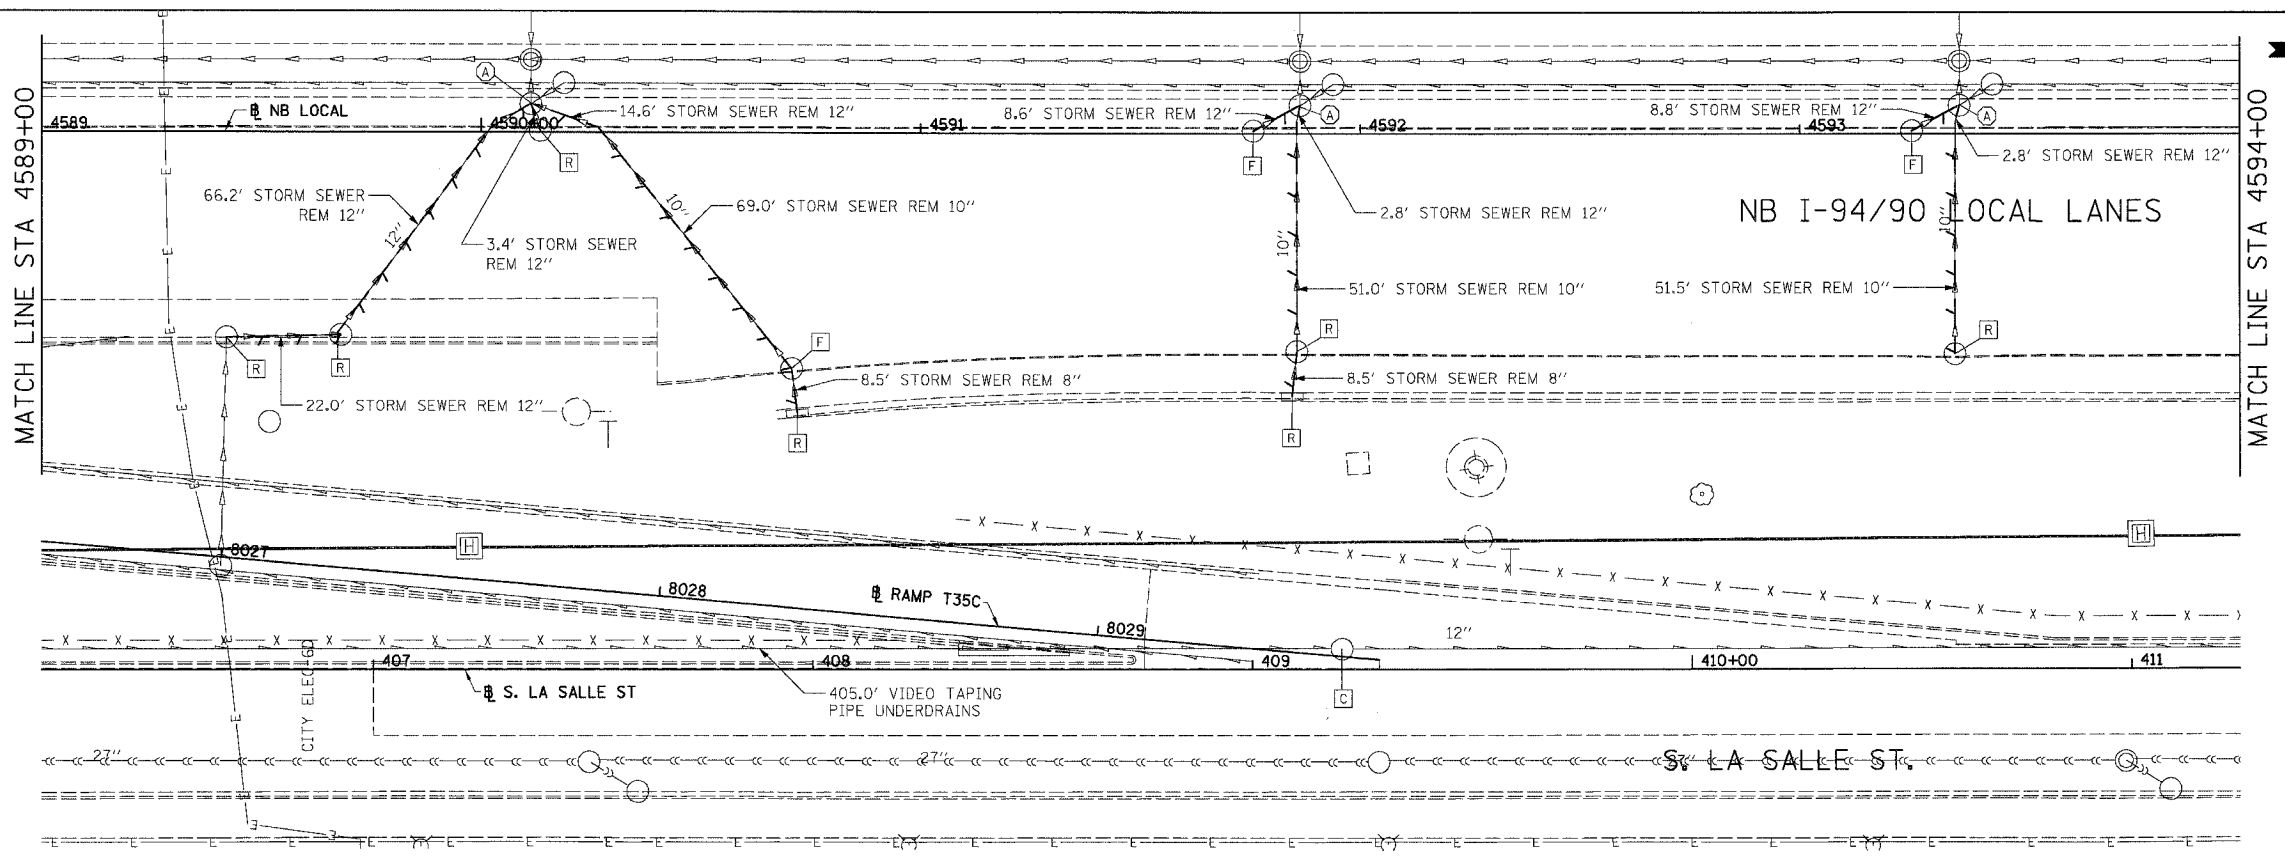 MATCH LINE STA 4589+00
4589
℄ NB LOCAL
A
4590+00
14.6' STORM SEWER REM 12"
R
4591
8.6' STORM SEWER REM 12"
F
A
4592
8.8' STORM SEWER REM 12"
4593
F
A
2.8' STORM SEWER REM 12"
MATCH LINE STA 4594+00
66.2' STORM SEWER
REM 12"
12"
3.4' STORM SEWER
REM 12"
10"
69.0' STORM SEWER REM 10"
10"
2.8' STORM SEWER REM 12"
NB I-94/90 LOCAL LANES
10"
51.0' STORM SEWER REM 10"
51.5' STORM SEWER REM 10"
R
R
F
R
R
22.0' STORM SEWER REM 12"
8.5' STORM SEWER REM 8"
8.5' STORM SEWER REM 8"
R
R
E
E
E
E
E
8027
H
H
X X X X X X X X X X X X X
8028
℄ RAMP T35C
8029
12"
X X X X X X X X X X X X X
CITY ELEC-6D
407
408
409
410+00
411
℄ S. LA SALLE ST
405.0' VIDEO TAPING
PIPE UNDERDRAINS
C
27"
27"
S. LA SALLE ST.
E E E E E E E E E E E E